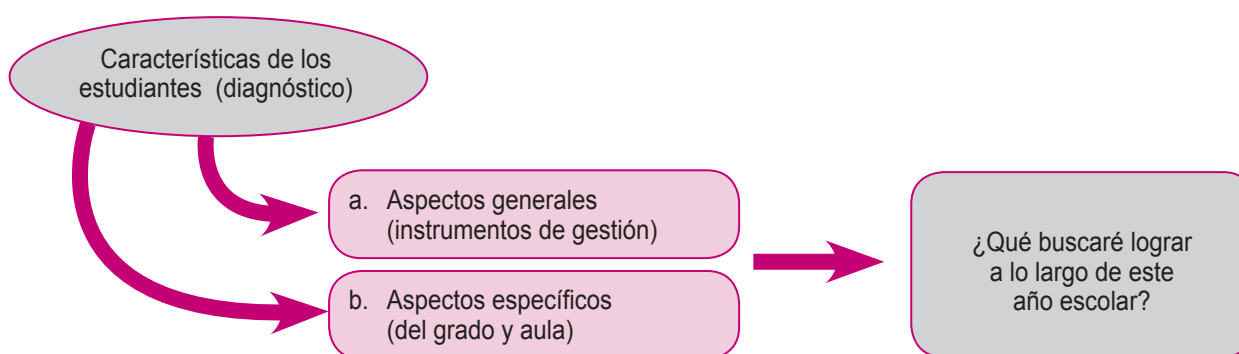 Características de los
estudiantes (diagnóstico)
a. Aspectos generales
(instrumentos de gestión)
b. Aspectos específicos
(del grado y aula)
¿Qué buscaré lograr
a lo largo de este
año escolar?